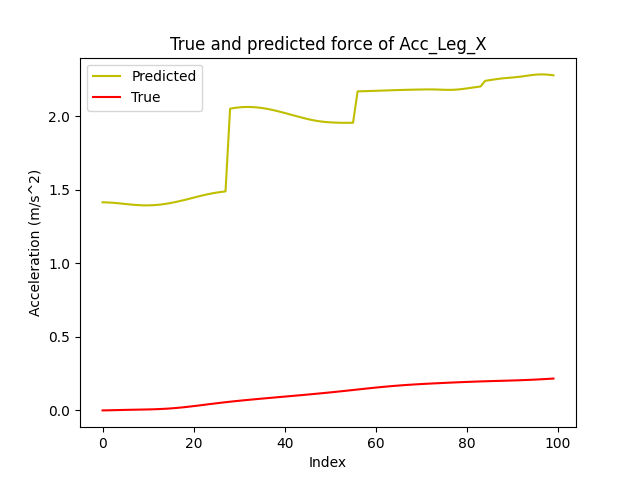 True and predicted force of Acc_Leg_X
Predicted
True
Acceleration (m/s^2)
2.0
1.5
1.0
0.5
0.0
0
20
40
60
80
100
Index